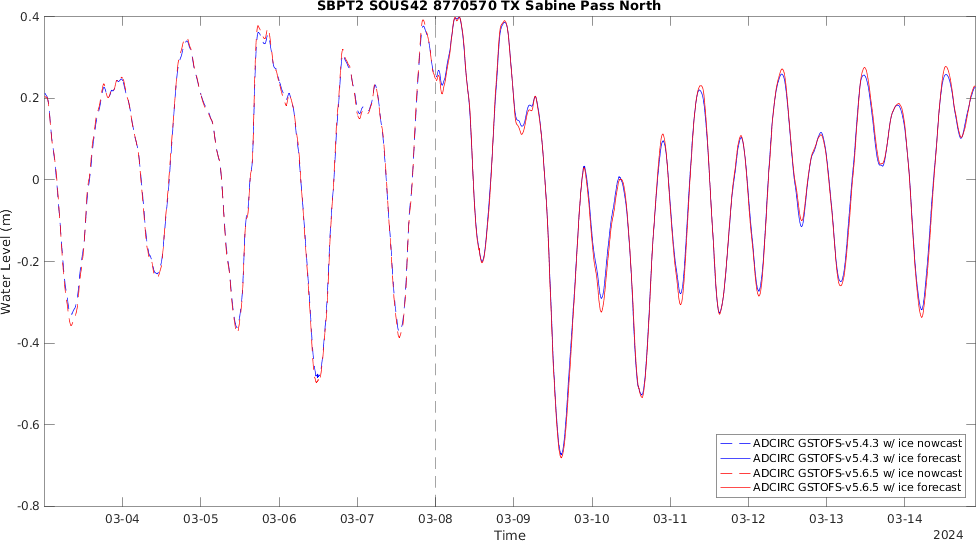 SBPT2 SOUS42 8770570 TX Sabine Pass North
0.4
0.2
0
-0.2
-0.4
-0.6
-0.8
Water Level (m)
03-04
03-05
03-06
03-07
03-08
03-09
03-10
03-11
03-12
03-13
03-14
Time
2024
ADCIRC GSTOFS-v5.4.3 w/ ice nowcast
ADCIRC GSTOFS-v5.4.3 w/ ice forecast
ADCIRC GSTOFS-v5.6.5 w/ ice nowcast
ADCIRC GSTOFS-v5.6.5 w/ ice forecast